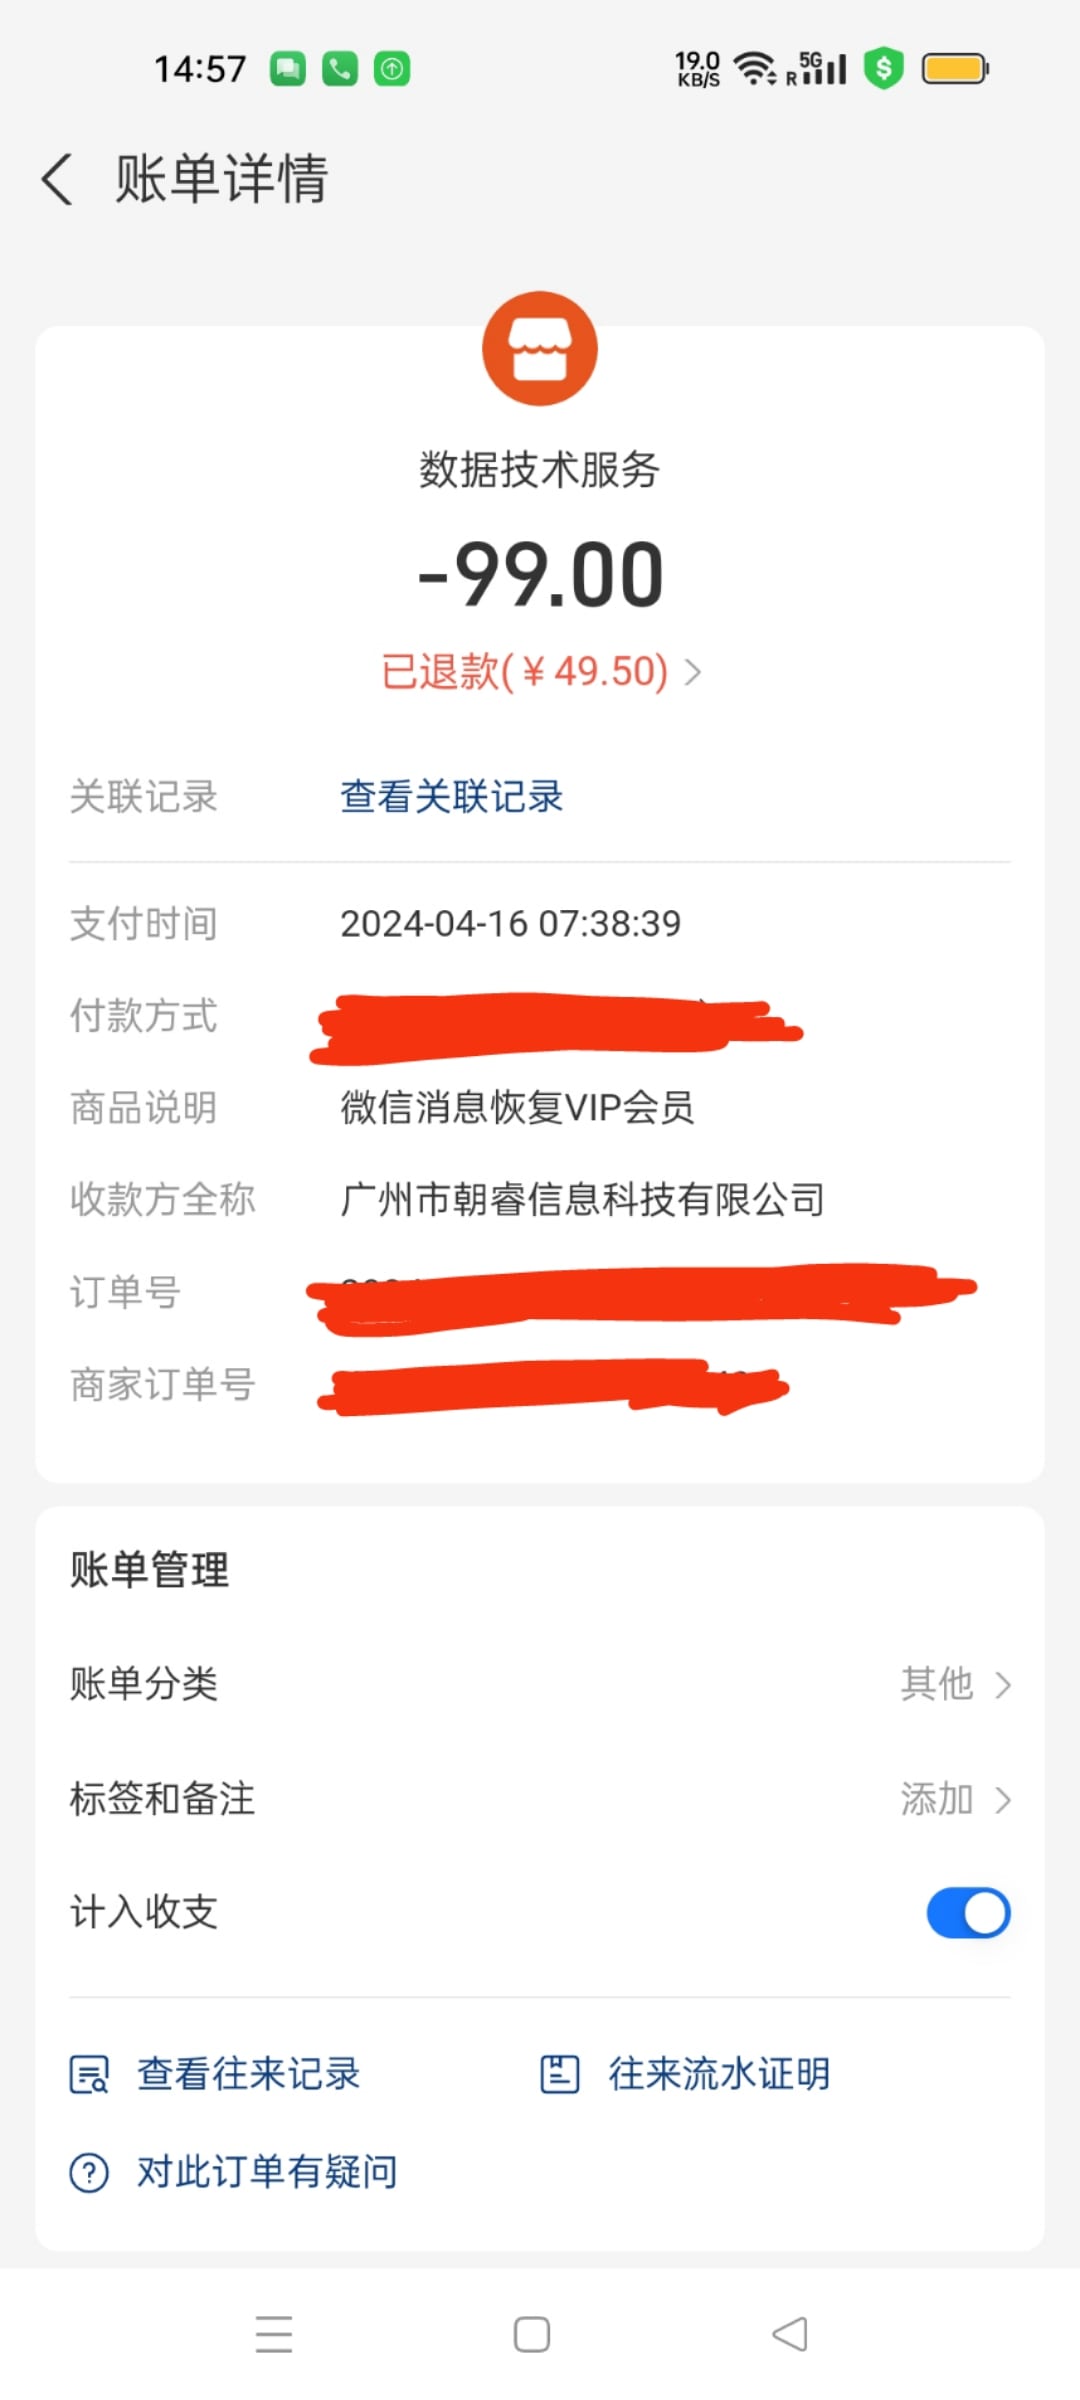 14:57
19.0 KB/S R 5G
账单详情
数据技术服务
-99.00
已退款(￥49.50)
关联记录 查看关联记录
支付时间 2024-04-16 07:38:39
付款方式
商品说明 微信消息恢复VIP会员
收款方全称 广州市朝睿信息科技有限公司
订单号
商家订单号
账单管理
账单分类 其他
标签和备注 添加
计入收支
查看往来记录 往来流水证明
对此订单有疑问